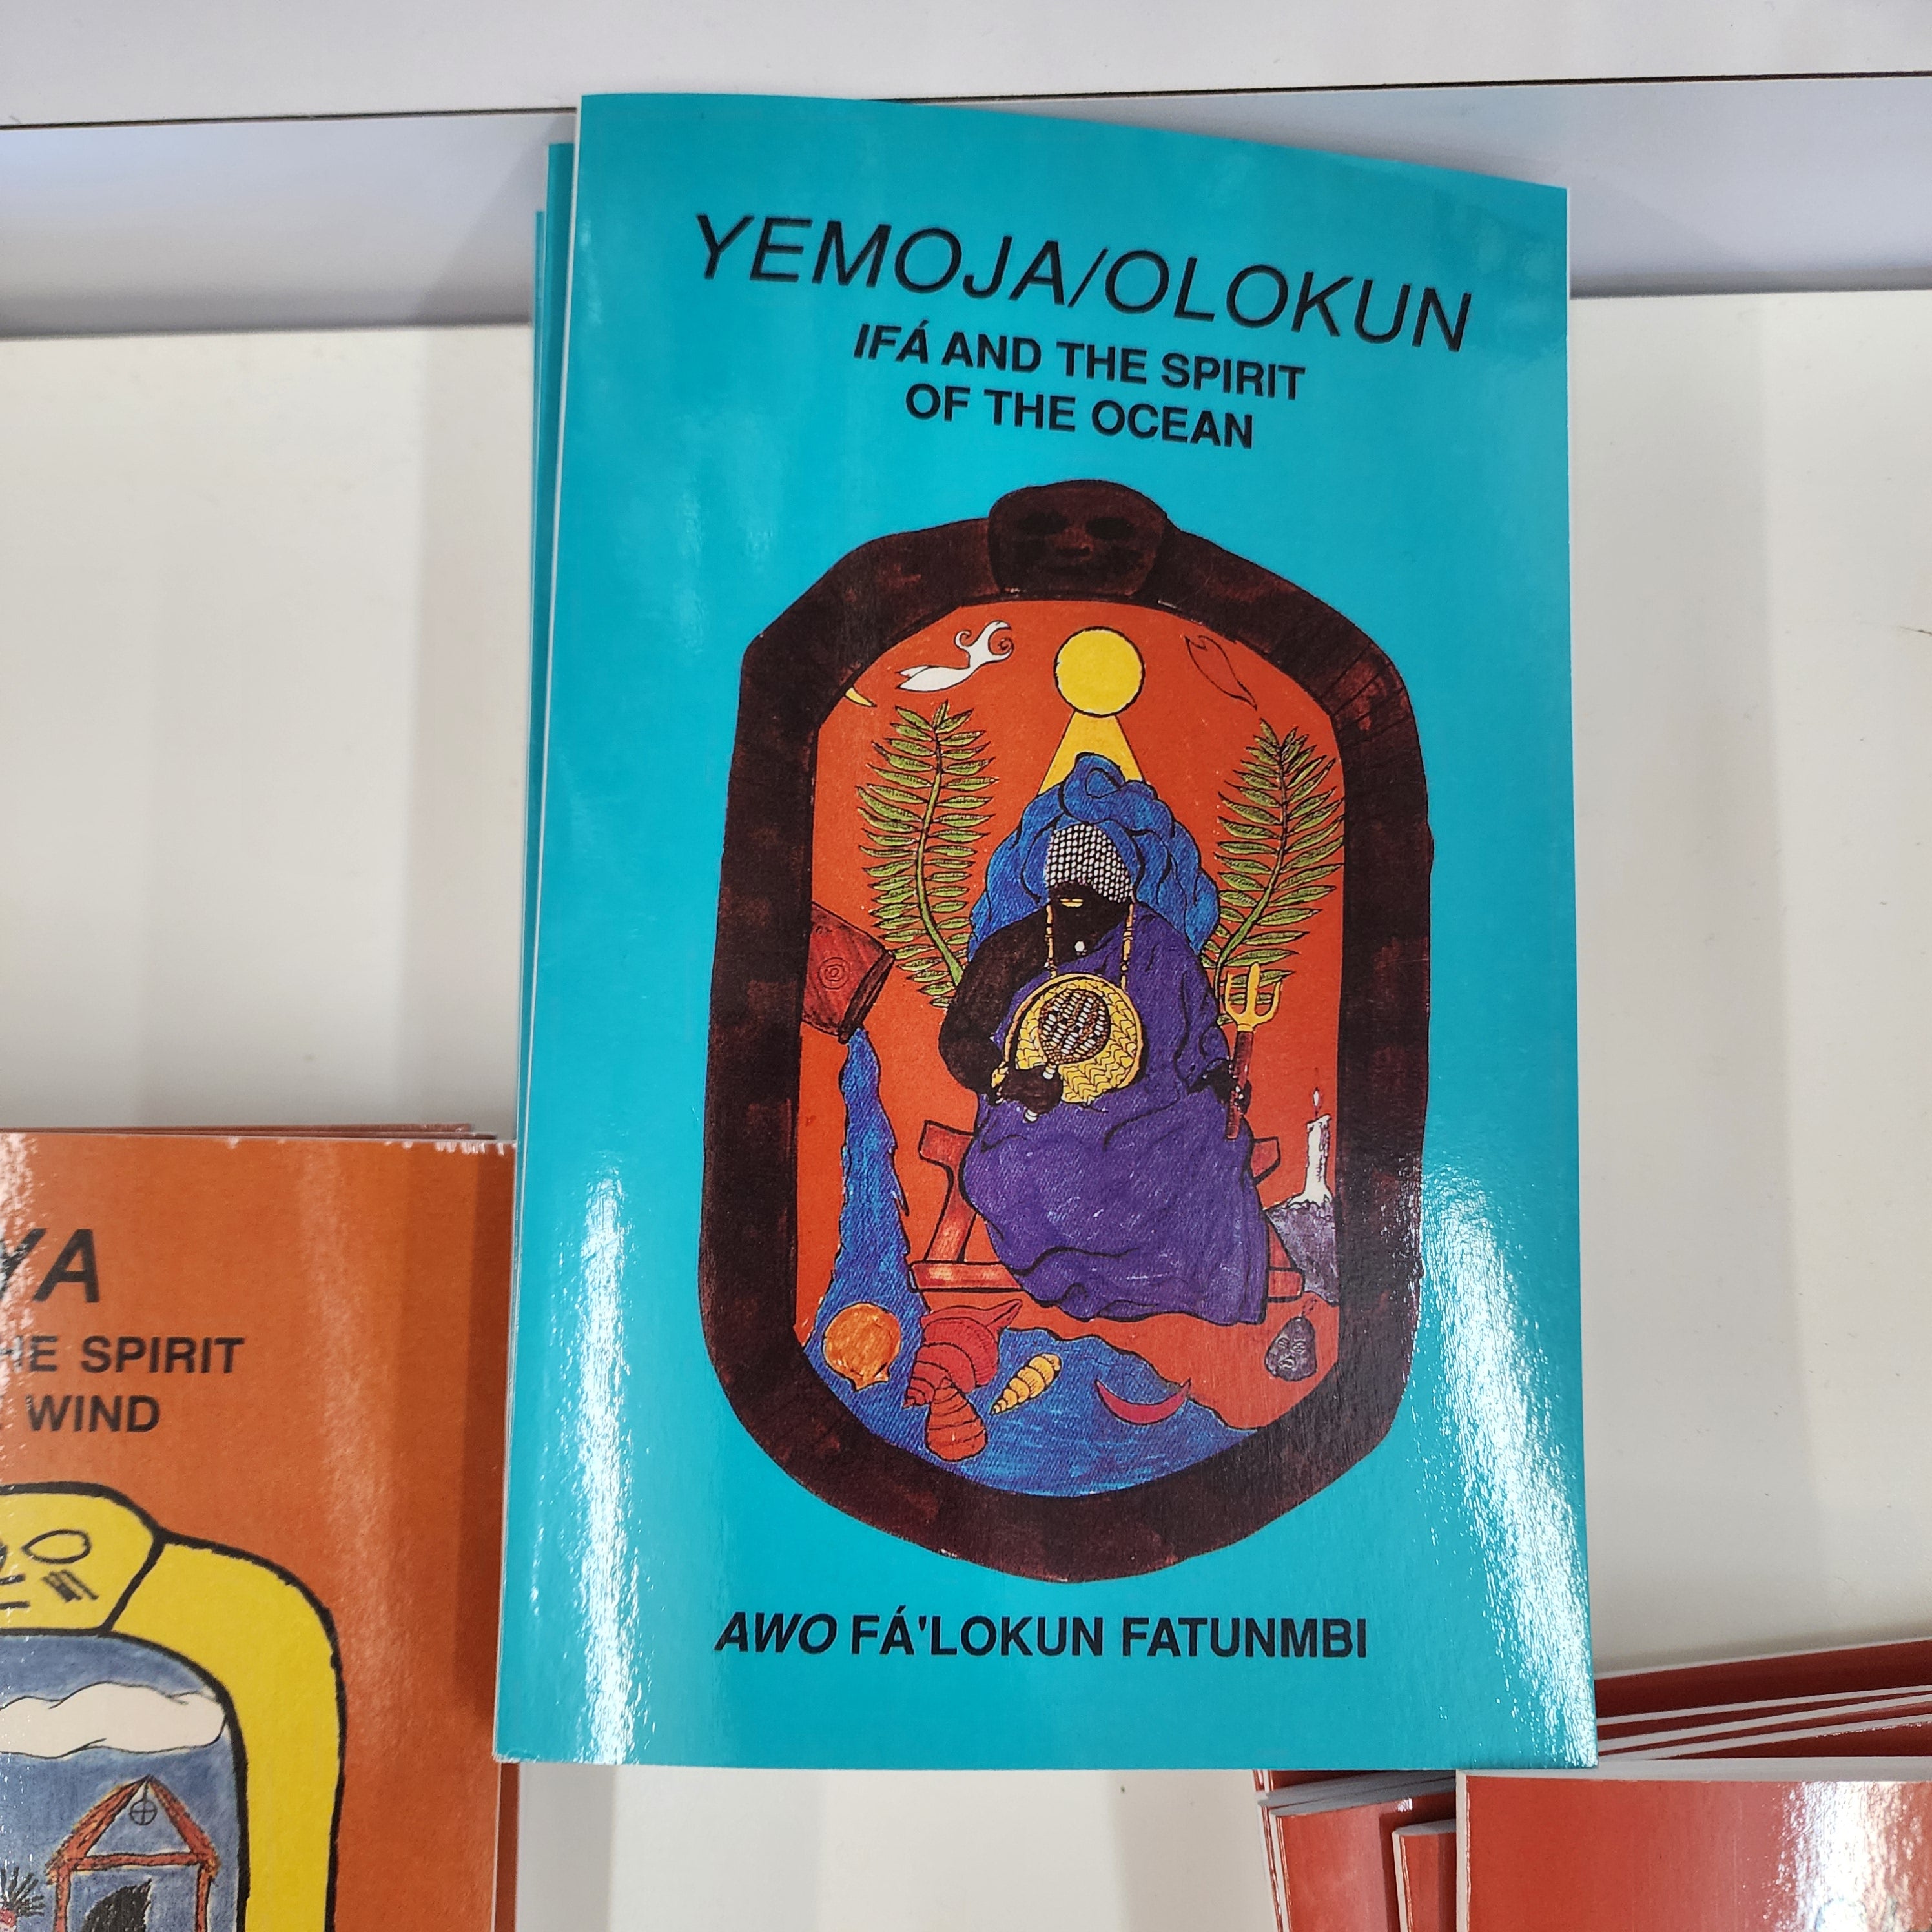 YEMOJA/OLOKUN
IFÁ AND THE SPIRIT
OF THE OCEAN
AWO FÁ'LOKUN FATUNMBI
YA
HE SPIRIT
WIND